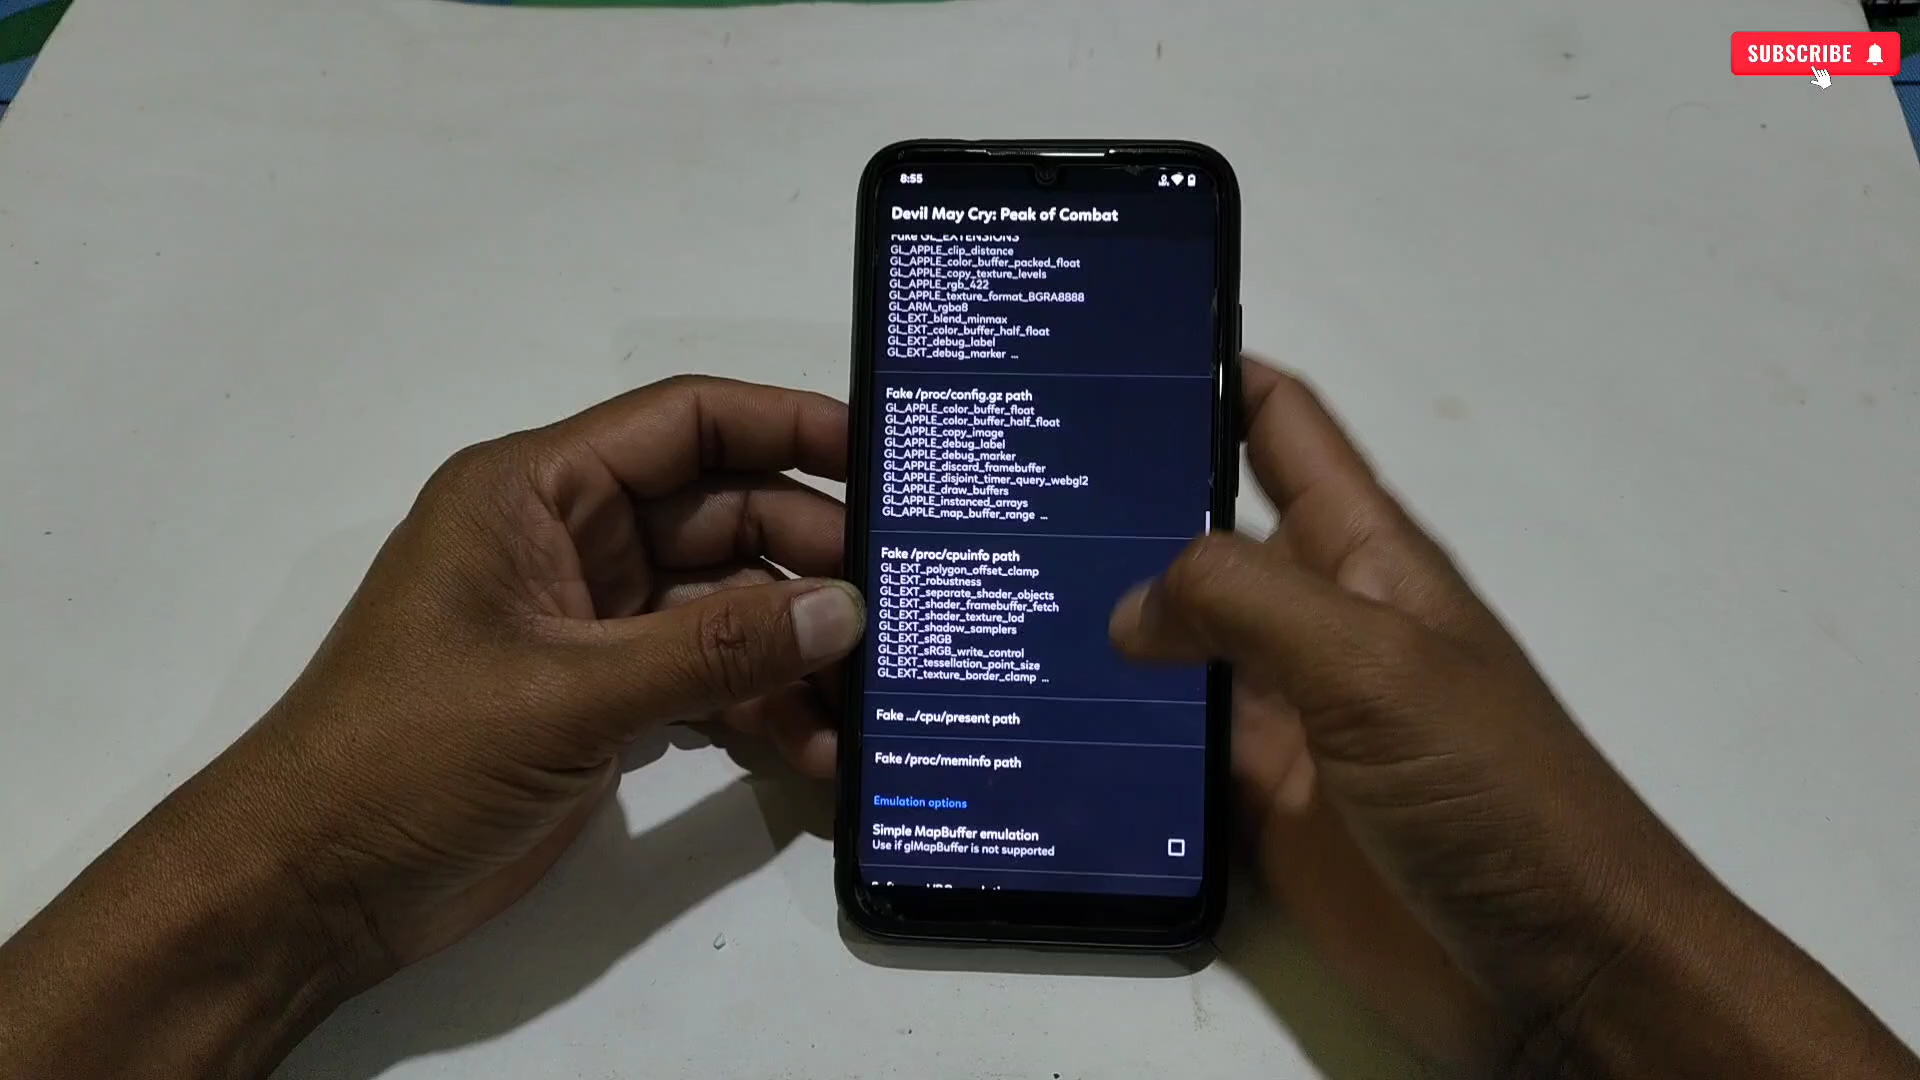 SUBSCRIBE
8:55
Devil May Cry: Peak of Combat
Fake GL_EXTENSIONS
GL_APPLE_clip_distance
GL_APPLE_color_buffer_packed_float
GL_APPLE_copy_texture_levels
GL_APPLE_rgb_422
GL_APPLE_texture_format_BGRA8888
GL_ARM_rgba8
GL_EXT_blend_minmax
GL_EXT_color_buffer_half_float
GL_EXT_debug_label
GL_EXT_debug_marker ...
Fake /proc/config.gz path
GL_APPLE_color_buffer_float
GL_APPLE_color_buffer_half_float
GL_APPLE_copy_image
GL_APPLE_debug_label
GL_APPLE_debug_marker
GL_APPLE_discard_framebuffer
GL_APPLE_disjoint_timer_query_webgl2
GL_APPLE_draw_buffers
GL_APPLE_instanced_arrays
GL_APPLE_map_buffer_range ...
Fake /proc/cpuinfo path
GL_EXT_polygon_offset_clamp
GL_EXT_robustness
GL_EXT_separate_shader_objects
GL_EXT_shader_framebuffer_fetch
GL_EXT_shader_texture_lod
GL_EXT_shadow_samplers
GL_EXT_sRGB
GL_EXT_sRGB_write_control
GL_EXT_tessellation_point_size
GL_EXT_texture_border_clamp ...
Fake .../cpu/present path
Fake /proc/meminfo path
Emulation options
Simple MapBuffer emulation
Use if glMapBuffer is not supported